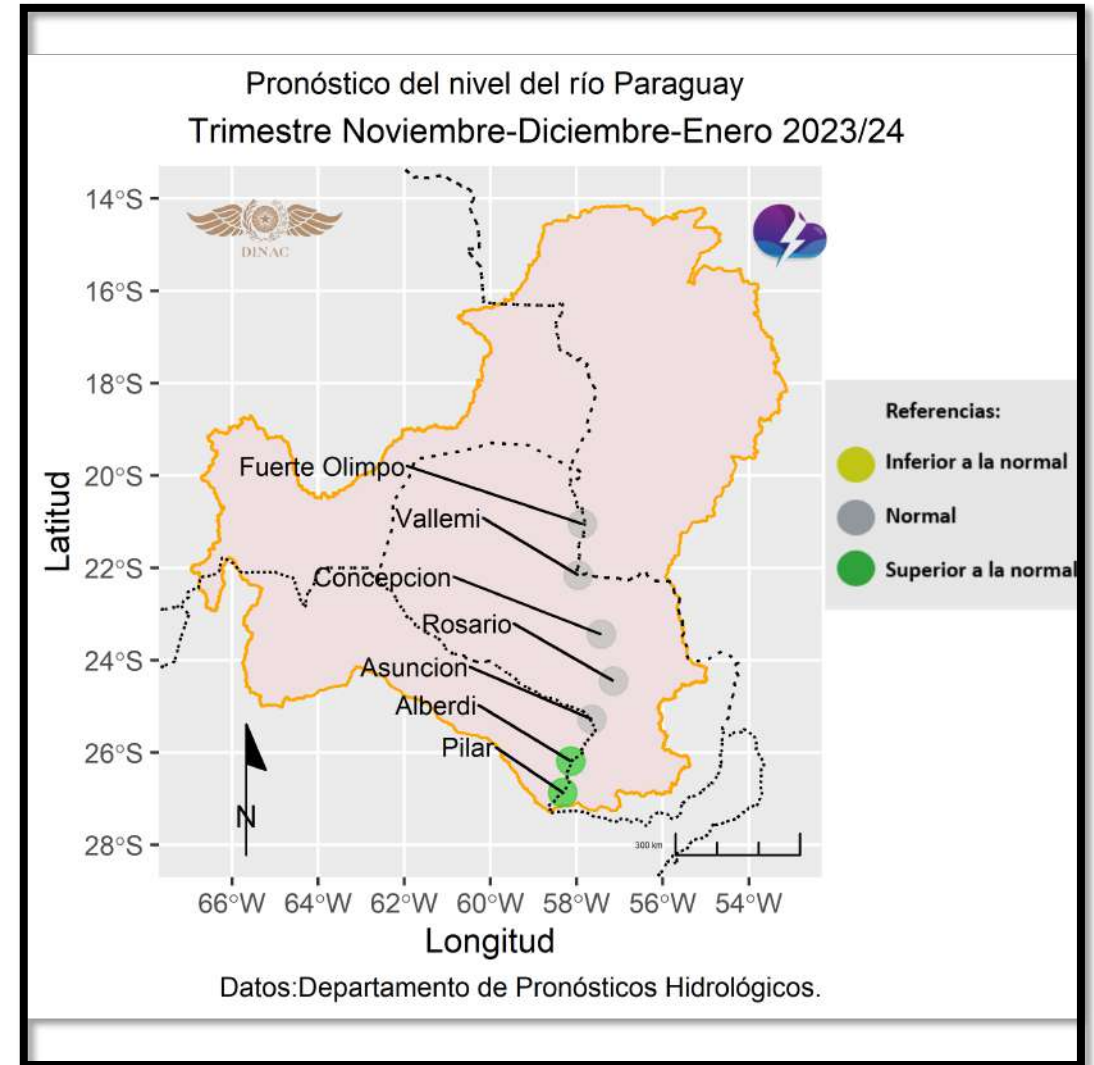 Pronóstico del nivel del río Paraguay
Trimestre Noviembre-Diciembre-Enero 2023/24
14°S
16°S
18°S
20°S
22°S
24°S
26°S
28°S
Latitud
DINAC
Fuerte Olimpo
Vallemi
Concepcion
Rosario
Asuncion
Alberdi
Pilar
N
300 km
66°W 64°W 62°W 60°W 58°W 56°W 54°W
Longitud
Datos:Departamento de Pronósticos Hidrológicos.
Referencias:
Inferior a la normal
Normal
Superior a la normal